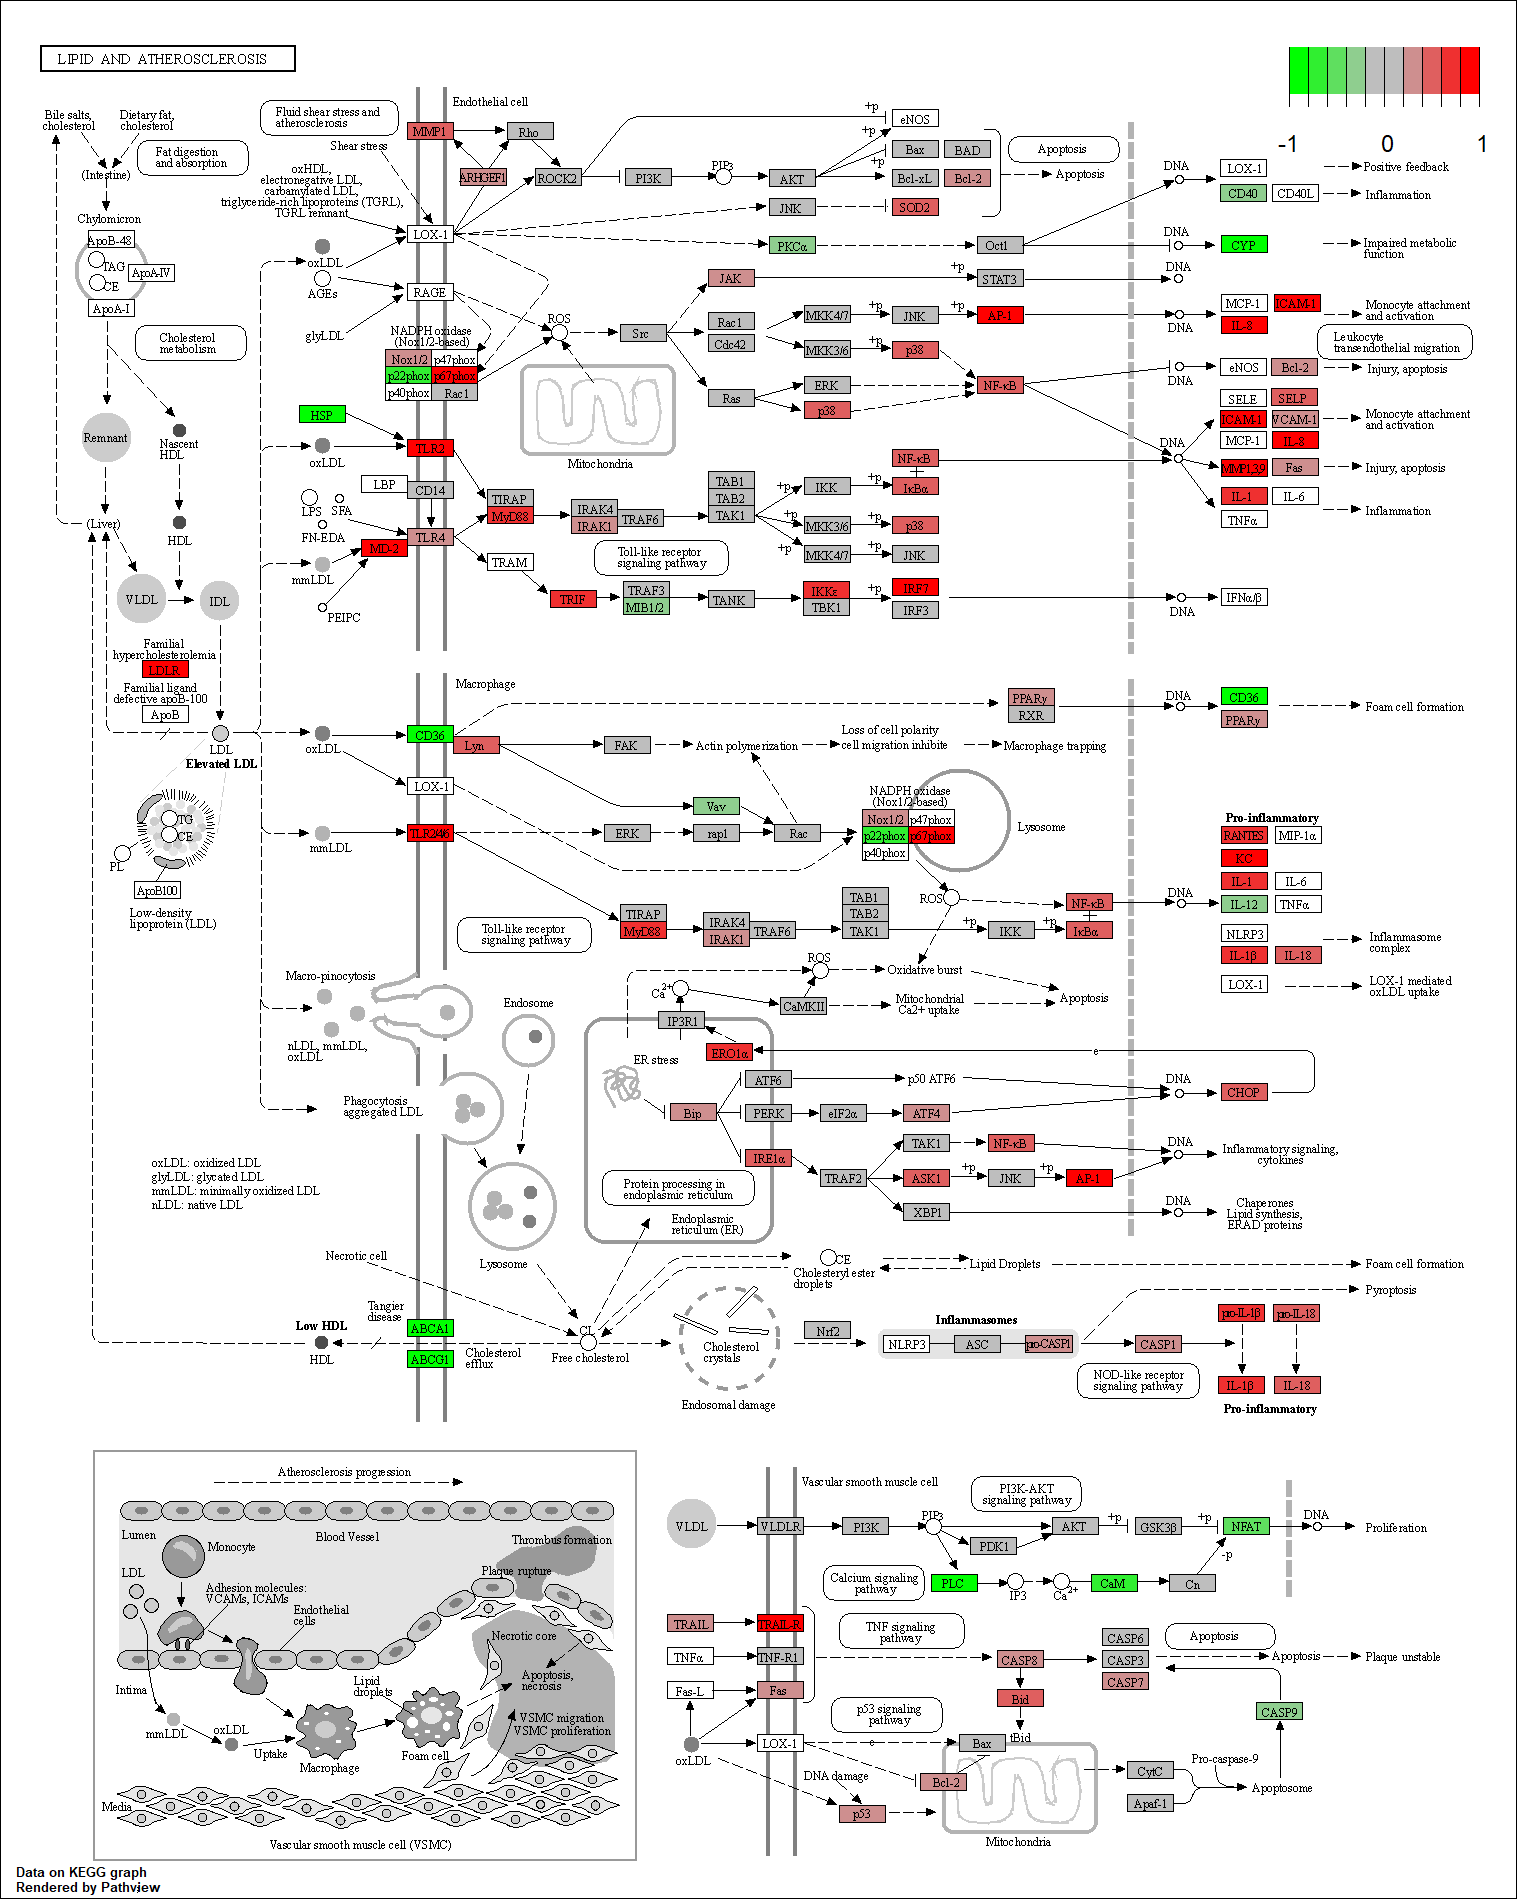 LIPID AND ATHEROSCLEROSIS
-1
0
1
Bile salts,
cholesterol
Dietary fat,
cholesterol
Fat digestion
and absorption
(Intestine)
Chylomicron
ApoB-48
TAG
CE
ApoA-IV
ApoA-I
Cholesterol
metabolism
Remnant
Nascent
HDL
(Liver)
HDL
VLDL
IDL
Familial
hypercholesterolemia
LDLR
Familial ligand
defective apoB-100
ApoB
LDL
Elevated LDL
TG
CE
PL
ApoB100
Low-density
lipoprotein (LDL)
Fluid shear stress and
atherosclerosis
Shear stress
oxHDL,
electronegative LDL,
carbamylated LDL,
triglyceride-rich lipoproteins (TGRL),
TGRL remnant
oxLDL
AGEs
glyLDL
Endothelial cell
MMP1
Rho
ARHGEF1
ROCK2
PI3K
PIP3
AKT
+p
eNOS
+p
Bax
BAD
+p
Bcl-xL
Bcl-2
Apoptosis
Apoptosis
JNK
SOD2
LOX-1
PKCα
Oct1
DNA
LOX-1
Positive feedback
CD40
CD40L
Inflammation
DNA
CYP
Impaired metabolic
function
RAGE
JAK
+p
STAT3
DNA
NADPH oxidase
(Nox1/2-based)
Nox1/2
p47phox
p22phox
p67phox
p40phox
Rac1
ROS
Src
Rac1
Cdc42
MKK4/7
+p
JNK
+p
AP-1
DNA
MCP-1
ICAM-1
IL-8
Monocyte attachment
and activation
Leukocyte
transendothelial migration
MKK3/6
+p
p38
Ras
ERK
p38
NF-κB
DNA
eNOS
Bcl-2
Injury, apoptosis
SELE
SELP
ICAM-1
VCAM-1
Monocyte attachment
and activation
MCP-1
IL-8
DNA
MMP1,3,9
Fas
Injury, apoptosis
IL-1
IL-6
Inflammation
TNFα
Mitochondria
HSP
oxLDL
TLR2
LBP
CD14
LPS
SFA
FN-EDA
TLR4
MD-2
mmLDL
PEIPC
TIRAP
MyD88
IRAK4
IRAK1
TRAF6
TAB1
TAB2
TAK1
+p
IKK
+p
NF-κB
IκBα
+p
MKK3/6
+p
p38
+p
MKK4/7
JNK
Toll-like receptor
signaling pathway
TRAM
TRIF
TRAF3
MIB1/2
TANK
IKKε
TBK1
+p
IRF7
IRF3
DNA
IFNα/β
Macrophage
oxLDL
CD36
Lyn
FAK
Actin polymerization
Loss of cell polarity
cell migration inhibite
Macrophage trapping
PPARγ
RXR
DNA
CD36
PPARγ
Foam cell formation
LOX-1
Vav
NADPH oxidase
(Nox1/2-based)
Nox1/2
p47phox
p22phox
p67phox
p40phox
Lysosome
mmLDL
ERK
rap1
Rac
Pro-inflammatory
RANTES
MIP-1α
KC
IL-1
IL-6
IL-12
TNFα
NLRP3
IL-1β
IL-18
Inflammasome
complex
LOX-1
LOX-1 mediated
oxLDL uptake
Toll-like receptor
signaling pathway
TIRAP
MyD88
IRAK4
IRAK1
TRAF6
TAB1
TAB2
TAK1
+p
IKK
+p
NF-κB
IκBα
DNA
ROS
Macro-pinocytosis
nLDL, mmLDL,
oxLDL
Endosome
ROS
Oxidative burst
Ca2+
CaMKII
Mitochondrial
Ca2+ uptake
Apoptosis
IP3R1
ER stress
ERO1α
e
ATF6
p50 ATF6
DNA
CHOP
Bip
PERK
eIF2α
ATF4
IRE1α
TRAF2
TAK1
NF-κB
ASK1
+p
JNK
+p
AP-1
DNA
Inflammatory signaling,
cytokines
XBP1
DNA
Chaperones
Lipid synthesis,
ERAD proteins
Protein processing in
endoplasmic reticulum
Endoplasmic
reticulum (ER)
Phagocytosis
aggregated LDL
oxLDL: oxidized LDL
glyLDL: glycated LDL
mmLDL: minimally oxidized LDL
nLDL: native LDL
Lysosome
Necrotic cell
CE
Cholesteryl ester
droplets
Lipid Droplets
Foam cell formation
Pyroptosis
Low HDL
HDL
Tangier
disease
ABCA1
ABCG1
Cholesterol
efflux
CL
Free cholesterol
Cholesterol
crystals
Endosomal damage
Nrf2
Inflammasomes
NLRP3
ASC
pro-CASP1
CASP1
NOD-like receptor
signaling pathway
pro-IL-1β
pro-IL-18
IL-1β
IL-18
Pro-inflammatory
Atherosclerosis progression
Lumen
Blood Vessel
Monocyte
Thrombus formation
Plaque rupture
LDL
Adhesion molecules:
VCAMs, ICAMs
Endothelial
cells
Necrotic core
Intima
Lipid
droplets
Apoptosis,
necrosis
VSMC migration
VSMC proliferation
mmLDL
oxLDL
Uptake
Macrophage
Foam cell
Media
Vascular smooth muscle cell (VSMC)
Vascular smooth muscle cell
PI3K-AKT
signaling pathway
VLDL
VLDLR
PI3K
PIP3
PDK1
AKT
+p
GSK3β
+p
NFAT
DNA
Proliferation
-p
Calcium signaling
pathway
PLC
IP3
Ca2+
CaM
Cn
TRAIL
TRAIL-R
TNF signaling
pathway
TNFα
TNF-R1
Fas-L
Fas
CASP8
CASP6
CASP3
CASP7
Apoptosis
Apoptosis
Plaque unstable
Bid
tBid
CASP9
p53 signaling
pathway
oxLDL
LOX-1
e
Bax
DNA damage
Bcl-2
p53
Mitochondria
CytC
Apaf-1
Pro-caspase-9
Apoptosome
Data on KEGG graph
Rendered by Pathview